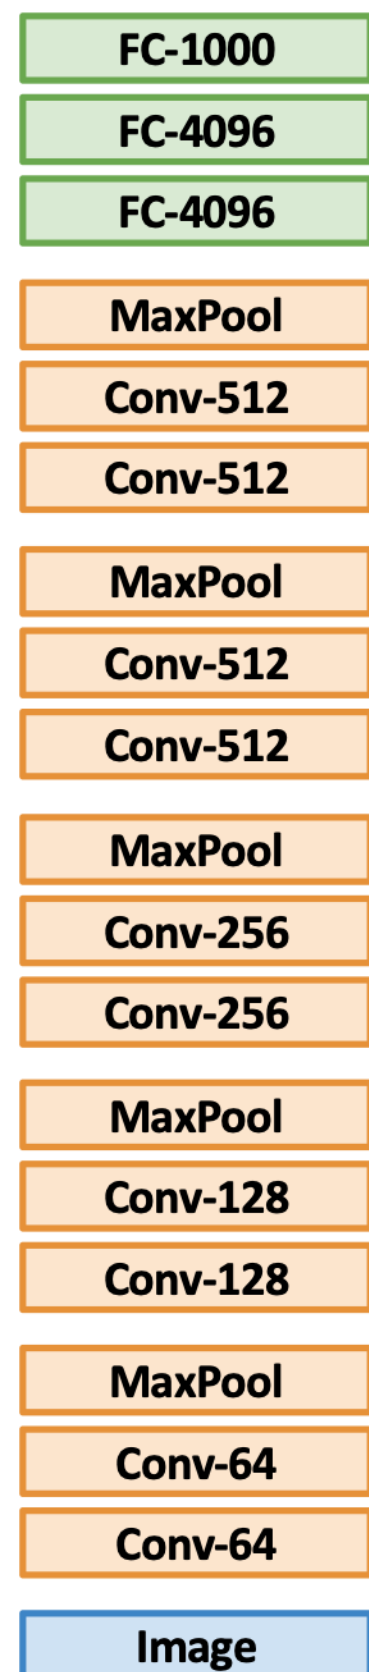 FC-1000
FC-4096
FC-4096
MaxPool
Conv-512
Conv-512
MaxPool
Conv-512
Conv-512
MaxPool
Conv-256
Conv-256
MaxPool
Conv-128
Conv-128
MaxPool
Conv-64
Conv-64
Image